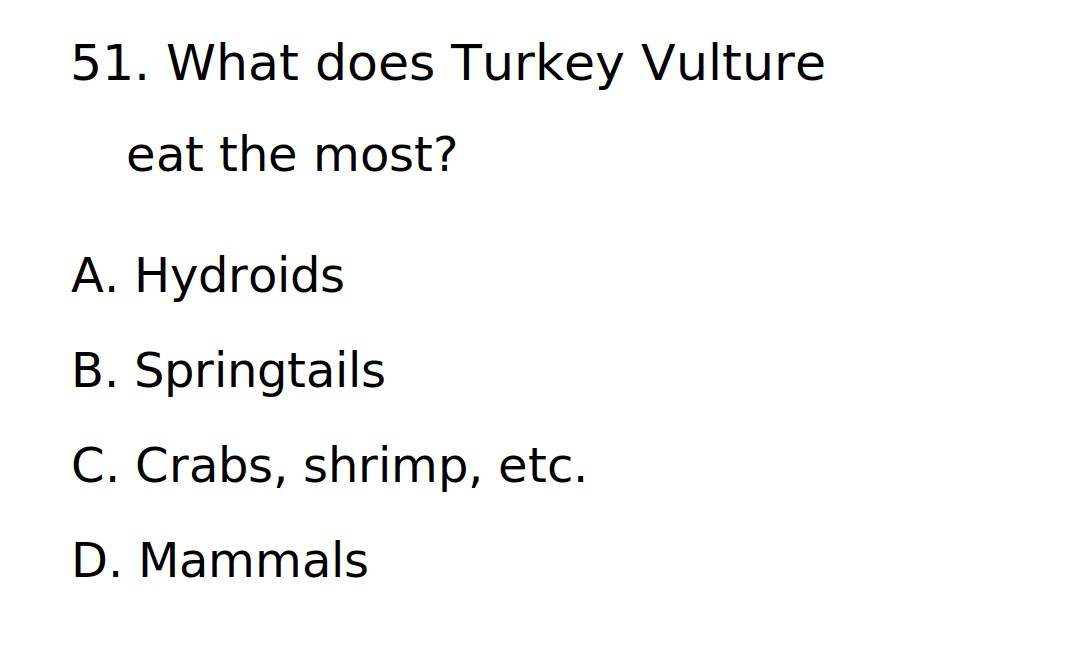 51. What does Turkey Vulture
eat the most?
A. Hydroids
B. Springtails
C. Crabs, shrimp, etc.
D. Mammals